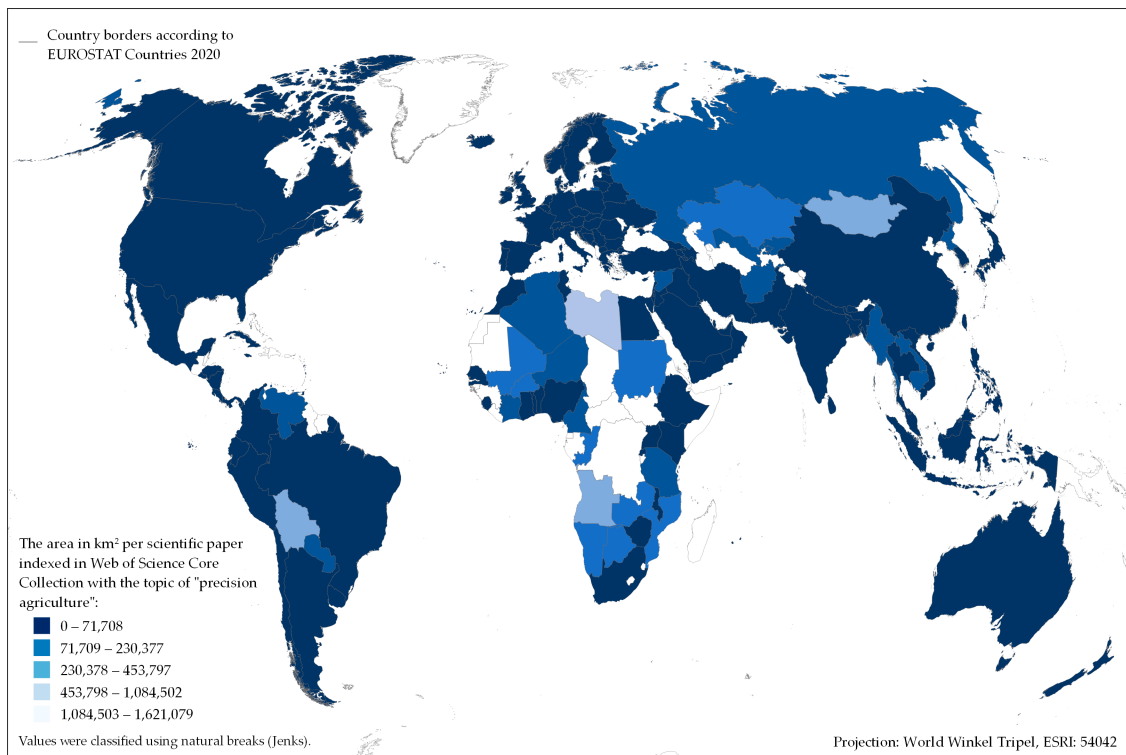 Country borders according to
EUROSTAT Countries 2020
The area in km² per scientific paper
indexed in Web of Science Core
Collection with the topic of "precision
agriculture":
0 – 71,708
71,709 – 230,377
230,378 – 453,797
453,798 – 1,084,502
1,084,503 – 1,621,079
Values were classified using natural breaks (Jenks).
Projection: World Winkel Tripel, ESRI: 54042